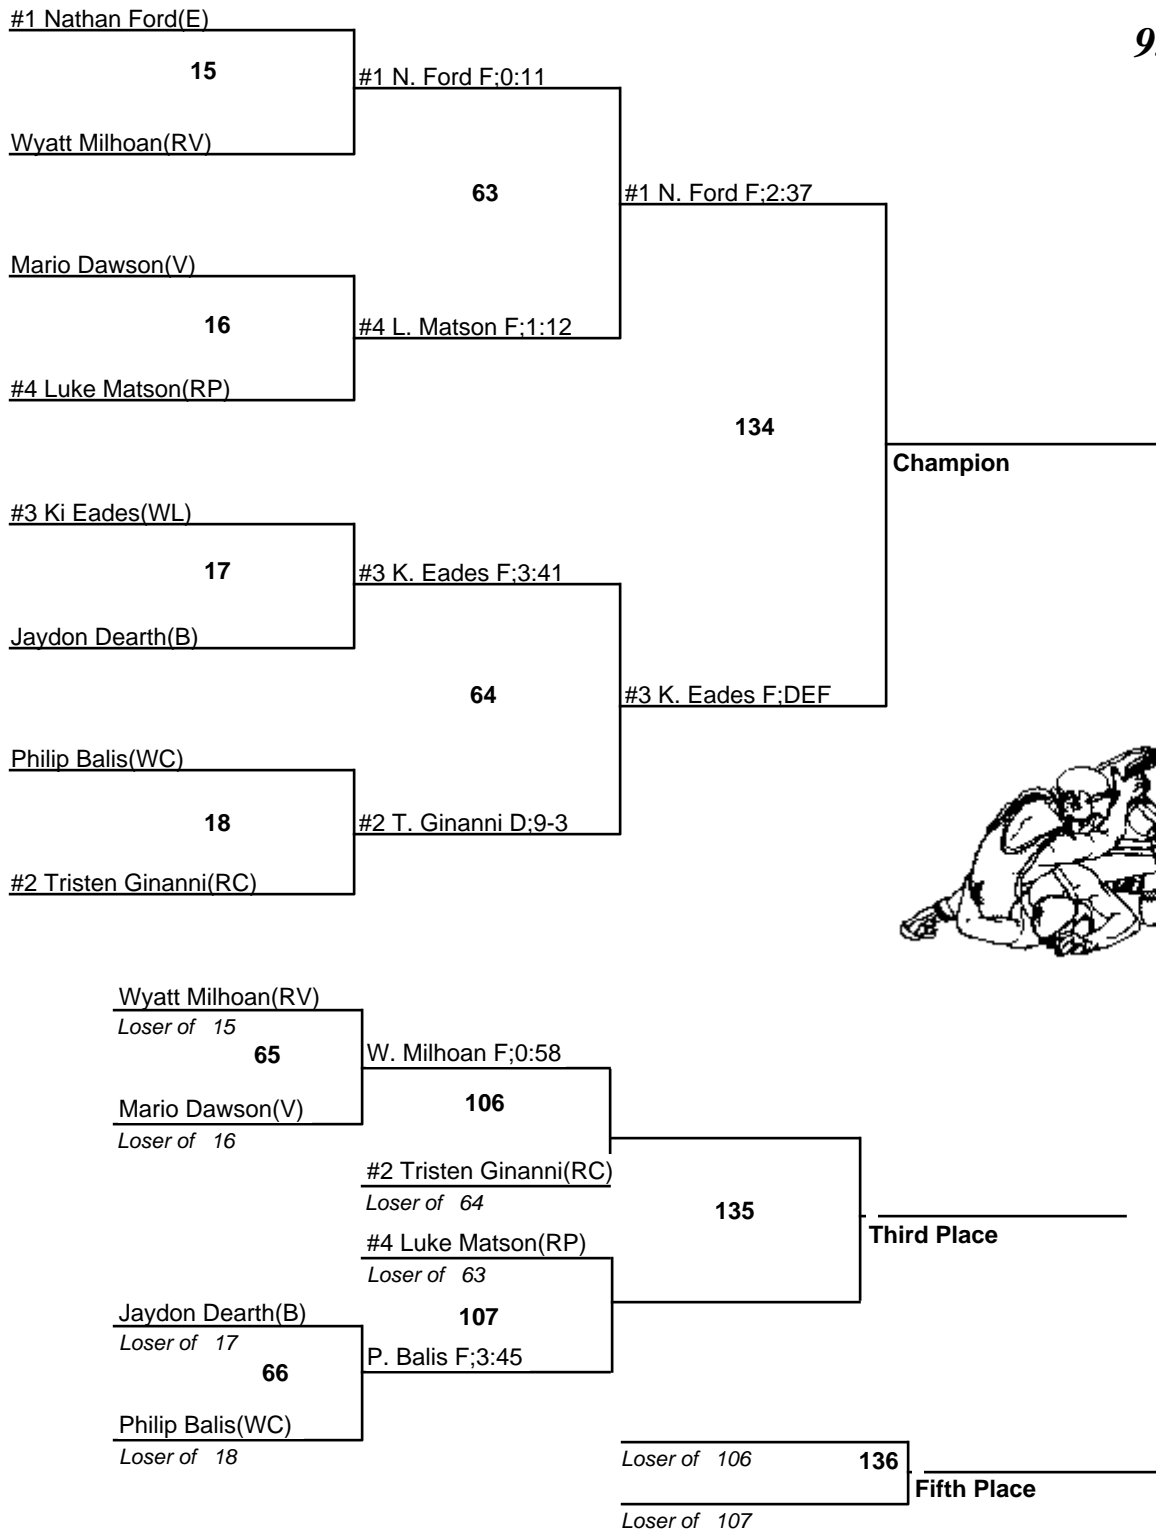 #1 Nathan Ford(E)
9
15
#1 N. Ford F;0:11
Wyatt Milhoan(RV)
63
#1 N. Ford F;2:37
Mario Dawson(V)
16
#4 L. Matson F;1:12
#4 Luke Matson(RP)
134
Champion
#3 Ki Eades(WL)
17
#3 K. Eades F;3:41
Jaydon Dearth(B)
64
#3 K. Eades F;DEF
Philip Balis(WC)
18
#2 T. Ginanni D;9-3
#2 Tristen Ginanni(RC)
Wyatt Milhoan(RV)
Loser of 15
65
W. Milhoan F;0:58
Mario Dawson(V)
Loser of 16
106
#2 Tristen Ginanni(RC)
Loser of 64
135
Third Place
#4 Luke Matson(RP)
Loser of 63
Jaydon Dearth(B)
Loser of 17
107
66
P. Balis F;3:45
Philip Balis(WC)
Loser of 18
Loser of 106
136
Fifth Place
Loser of 107